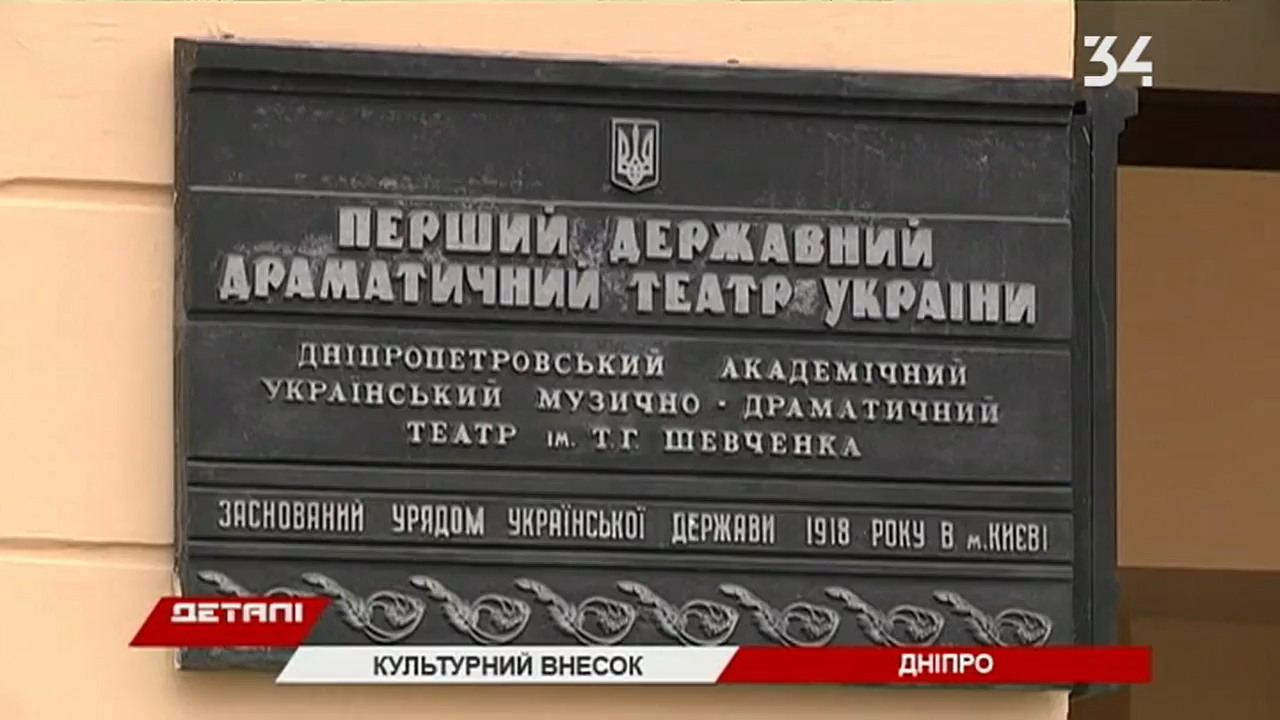 34
ПЕРШИЙ ДЕРЖАВНИЙ
ДРАМАТИЧНИЙ ТЕАТР УКРАЇНИ
ДНІПРОПЕТРОВСЬКИЙ АКАДЕМІЧНИЙ
УКРАЇНСЬКИЙ МУЗИЧНО - ДРАМАТИЧНИЙ
ТЕАТР ІМ. Т.Г. ШЕВЧЕНКА
ЗАСНОВАНИЙ УРЯДОМ УКРАЇНСЬКОЇ ДЕРЖАВИ 1918 РОКУ В м.КИЄВІ
ДЕТАЛІ
КУЛЬТУРНИЙ ВНЕСОК
ДНІПРО